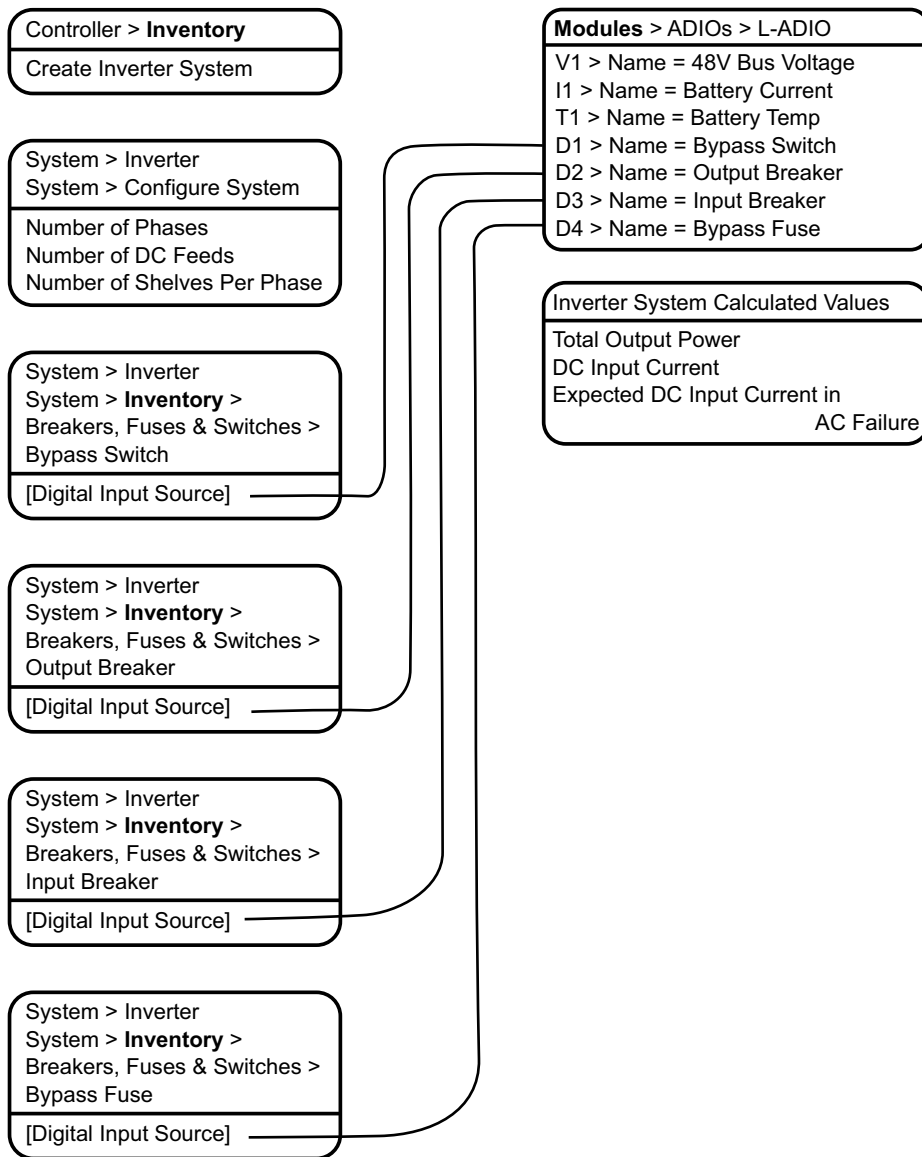 Controller > Inventory
Create Inverter System
System > Inverter
System > Configure System
Number of Phases
Number of DC Feeds
Number of Shelves Per Phase
System > Inverter
System > Inventory >
Breakers, Fuses & Switches >
Bypass Switch
[Digital Input Source]
System > Inverter
System > Inventory >
Breakers, Fuses & Switches >
Output Breaker
[Digital Input Source]
System > Inverter
System > Inventory >
Breakers, Fuses & Switches >
Input Breaker
[Digital Input Source]
System > Inverter
System > Inventory >
Breakers, Fuses & Switches >
Bypass Fuse
[Digital Input Source]
Modules > ADIOs > L-ADIO
V1 > Name = 48V Bus Voltage
I1 > Name = Battery Current
T1 > Name = Battery Temp
D1 > Name = Bypass Switch
D2 > Name = Output Breaker
D3 > Name = Input Breaker
D4 > Name = Bypass Fuse
Inverter System Calculated Values
Total Output Power
DC Input Current
Expected DC Input Current in
AC Failure